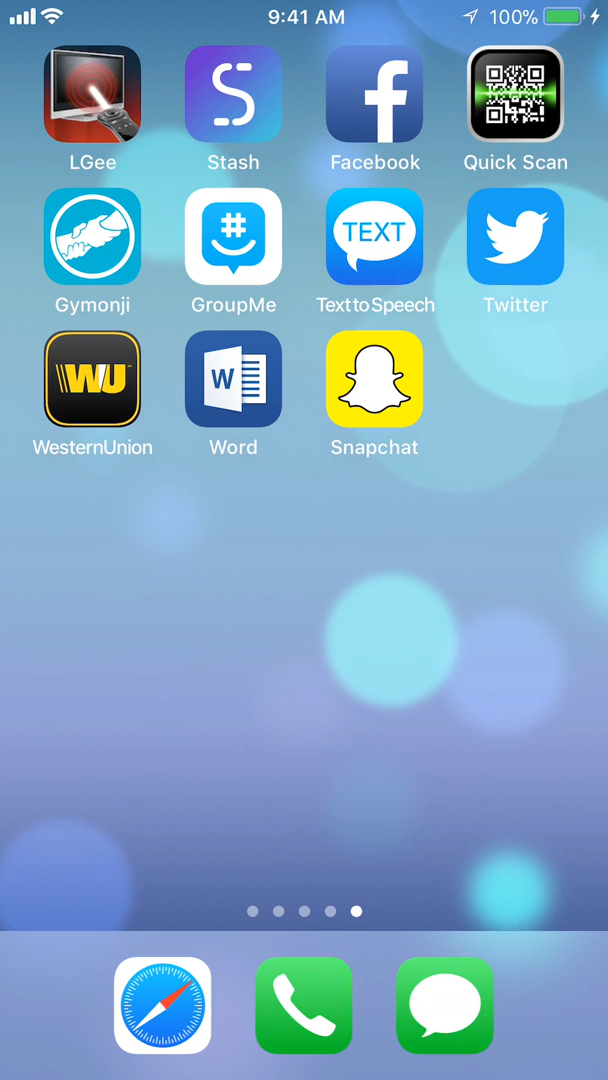 9:41 AM 100%
LGee Stash Facebook Quick Scan
TEXT
Gymonji GroupMe TexttoSpeech Twitter
WU W
WesternUnion Word Snapchat